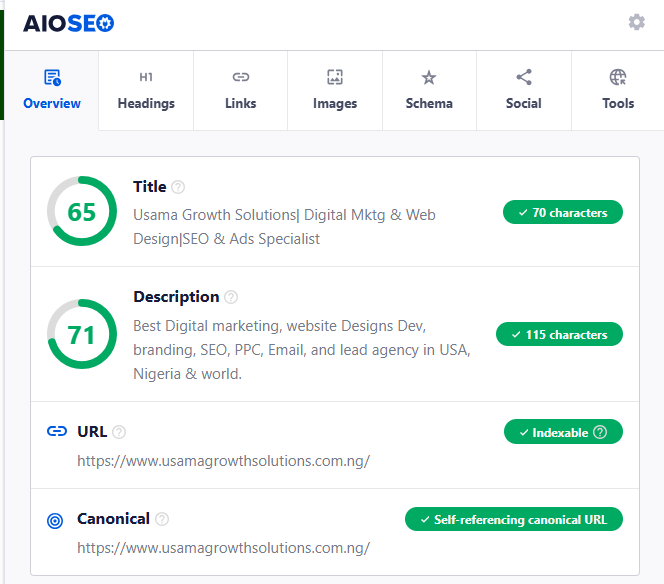 AIOSEO
Overview
H1
Headings
Links
Images
Schema
Social
Tools
65
Title ?
Usama Growth Solutions| Digital Mktg & Web
Design|SEO & Ads Specialist
✓ 70 characters
71
Description ?
Best Digital marketing, website Designs Dev,
branding, SEO, PPC, Email, and lead agency in USA,
Nigeria & world.
✓ 115 characters
URL ?
✓ Indexable ?
https://www.usamagrowthsolutions.com.ng/
Canonical ?
✓ Self-referencing canonical URL
https://www.usamagrowthsolutions.com.ng/